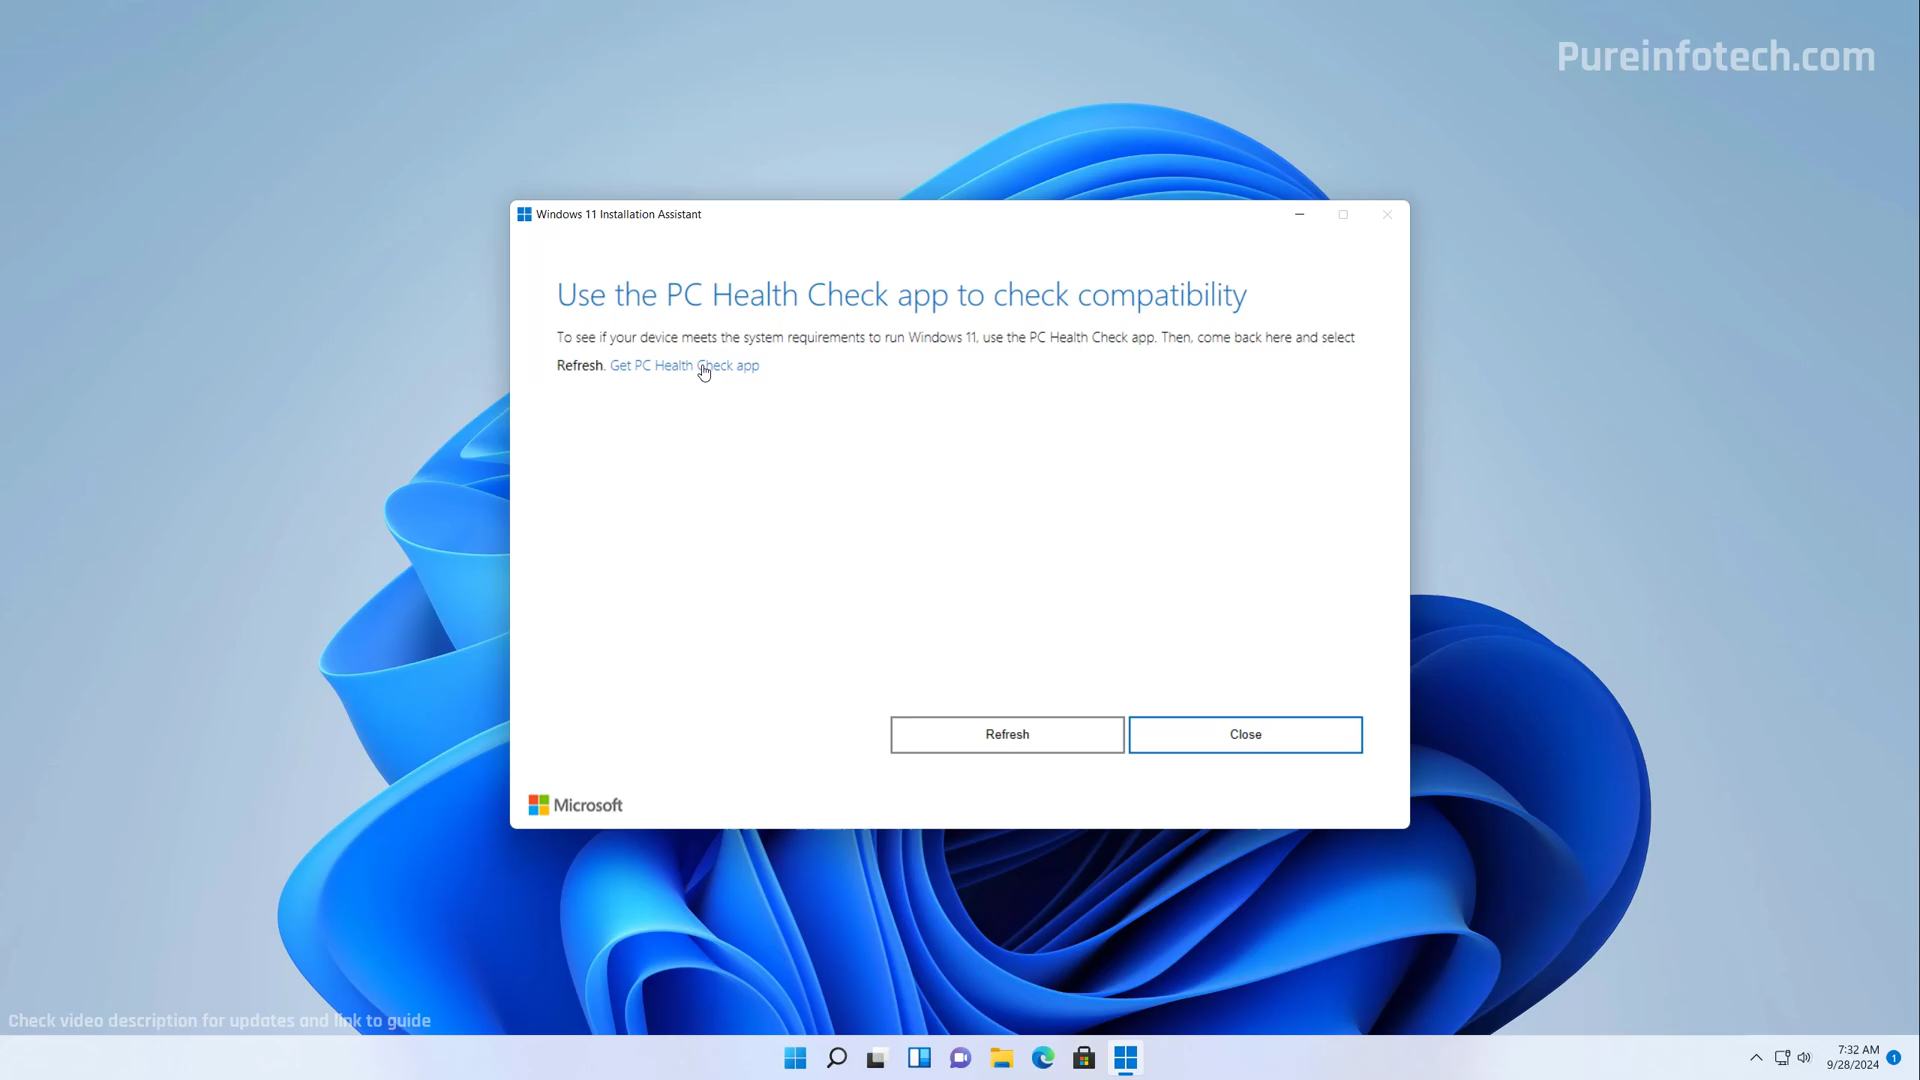 Pureinfotech.com
Windows 11 Installation Assistant
Use the PC Health Check app to check compatibility
To see if your device meets the system requirements to run Windows 11, use the PC Health Check app. Then, come back here and select
Refresh. Get PC Health Check app
Refresh
Close
Microsoft
Check video description for updates and link to guide
7:32 AM
9/28/2024
1